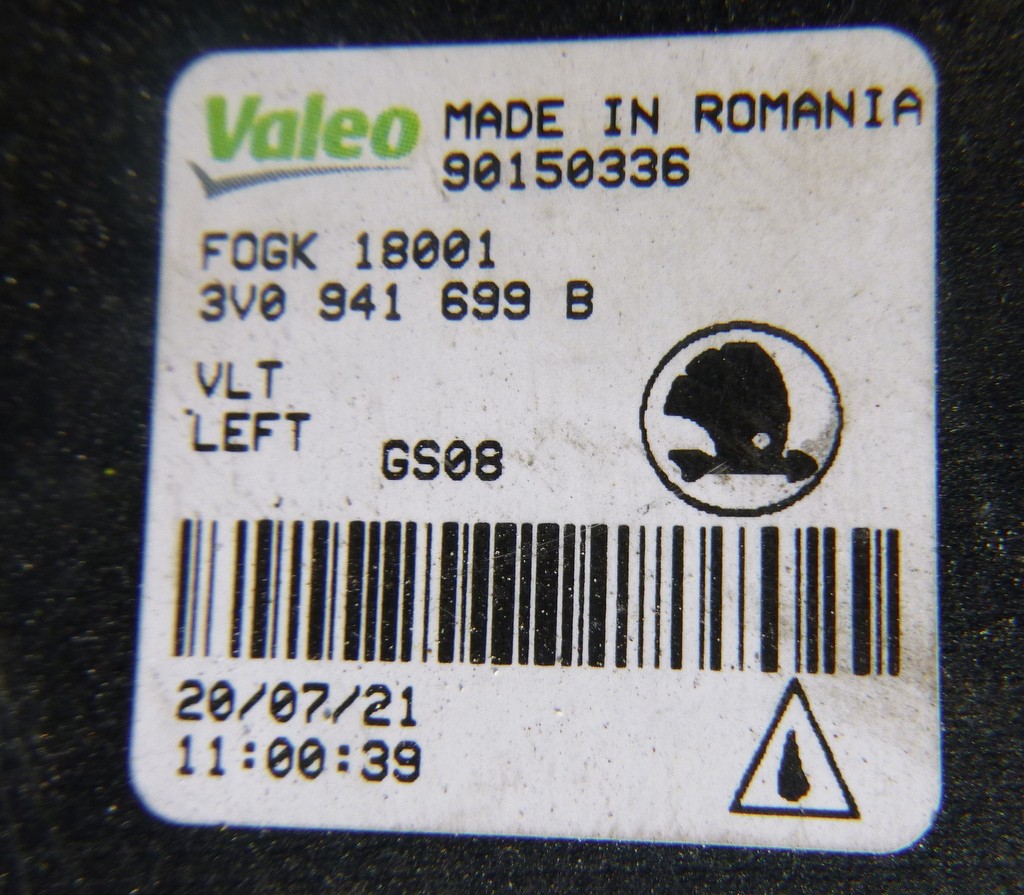 Valeo MADE IN ROMANIA
90150336
FOGK 18001
3V0 941 699 B
VLT
LEFT
GS08
20/07/21
11:00:39